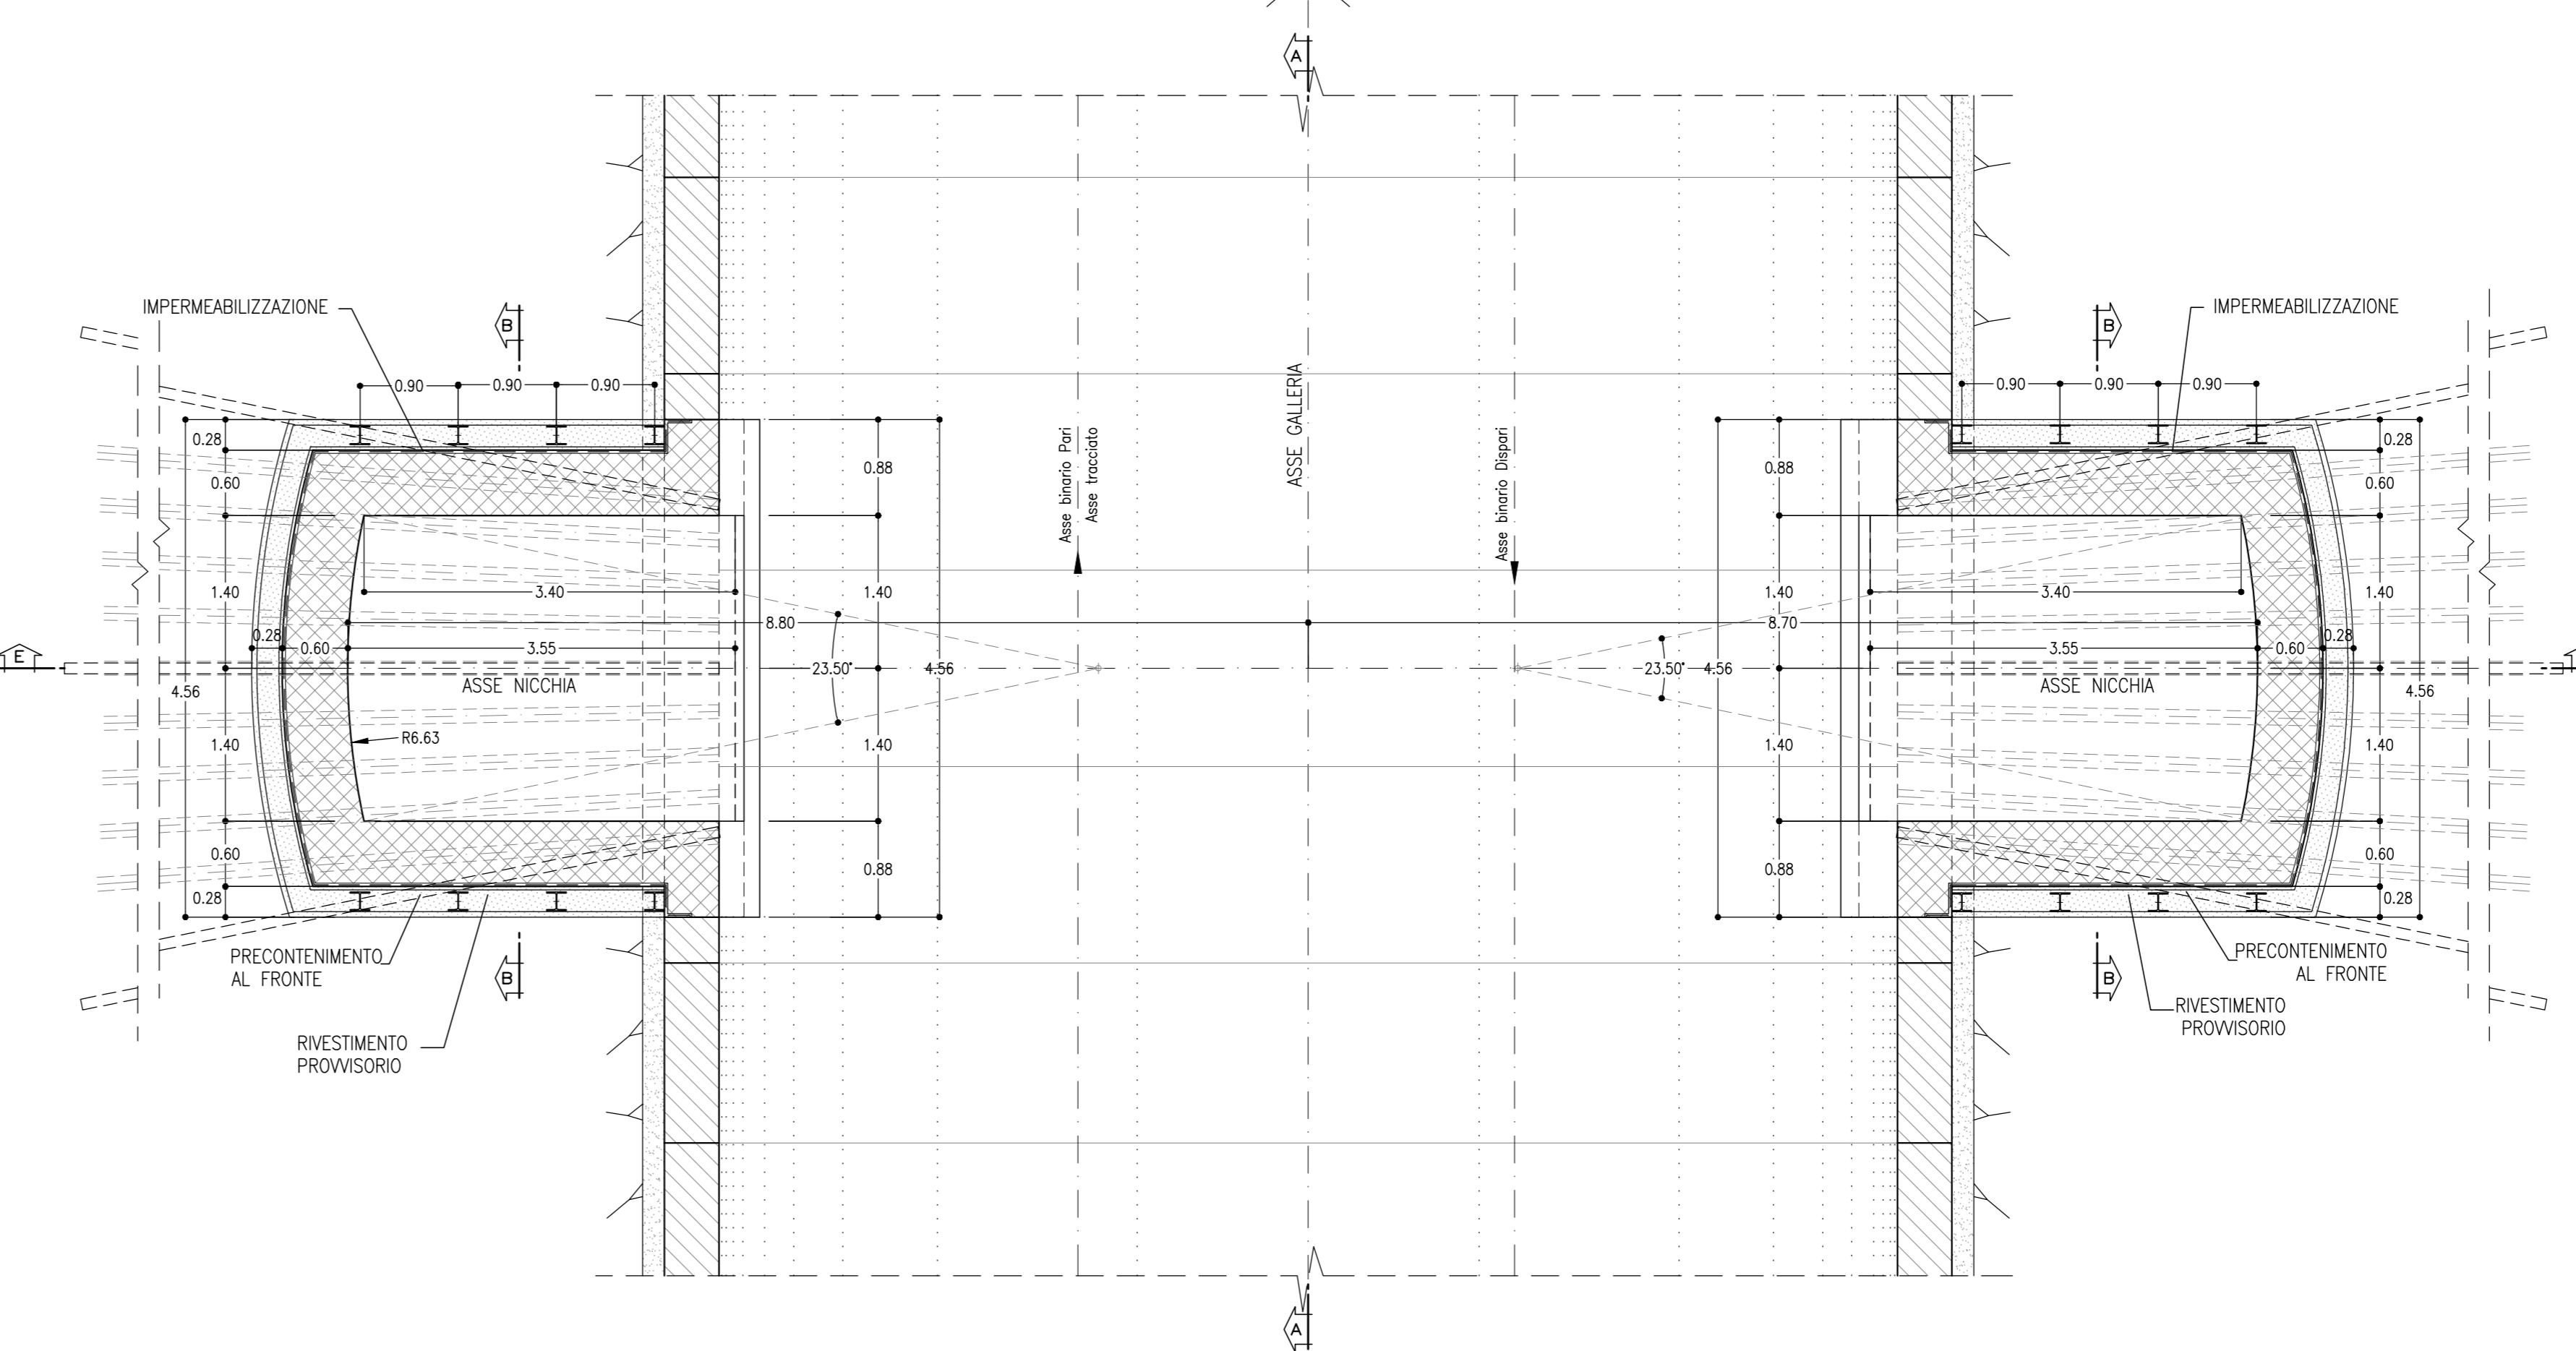 A
IMPERMEABILIZZAZIONE
B
B
IMPERMEABILIZZAZIONE
0.90
0.90
0.90
0.90
0.90
0.90
ASSE GALLERIA
Asse binario Pari
Asse tracciato
Asse binario Dispari
0.28
0.88
0.88
0.28
0.60
0.60
1.40
3.40
1.40
1.40
3.40
1.40
8.80
8.70
0.28
0.60
3.55
3.55
0.60
0.28
E
4.56
ASSE NICCHIA
23.50°
4.56
23.50°
4.56
ASSE NICCHIA
4.56
1.40
R6.63
1.40
1.40
1.40
0.60
0.88
0.88
0.60
0.28
0.28
PRECONTENIMENTO
AL FRONTE
B
B
PRECONTENIMENTO
AL FRONTE
RIVESTIMENTO
PROVVISORIO
RIVESTIMENTO
PROVVISORIO
A